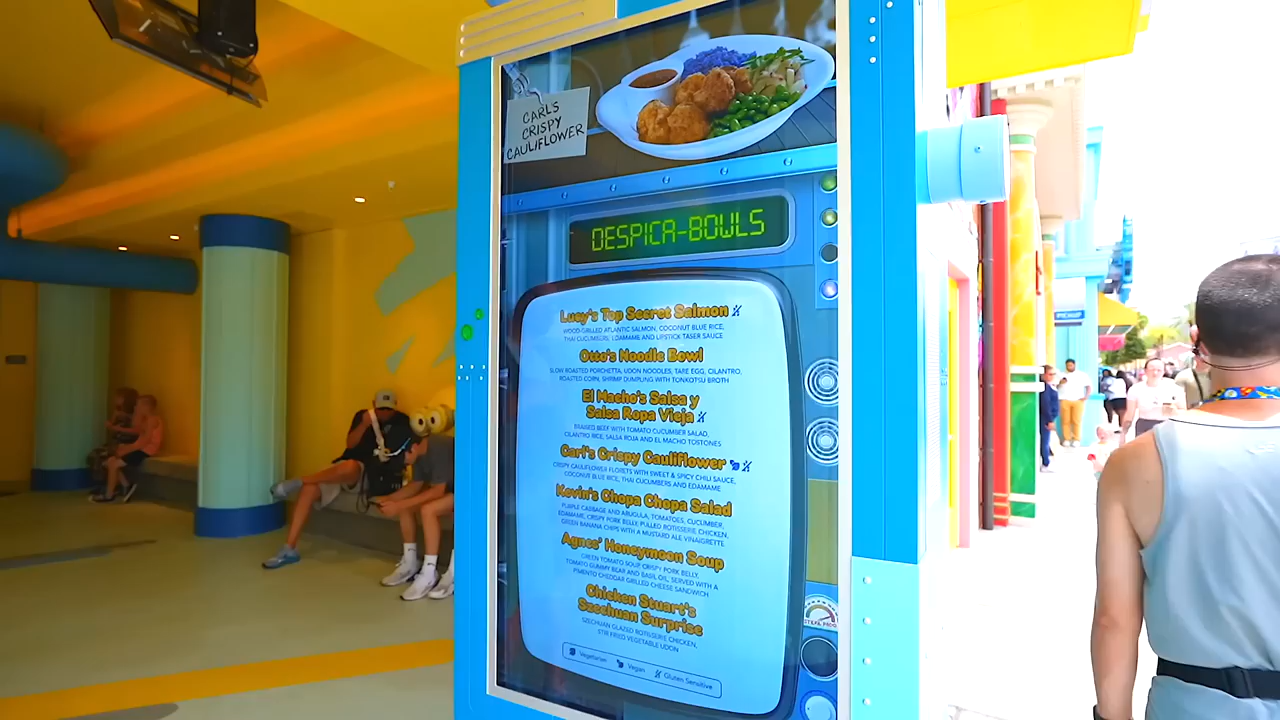 CARL'S
CRISPY
CAULIFLOWER
DESPICA-BOWLS
Lucy's Top Secret Salmon
WOOD-GRILLED ATLANTIC SALMON, COCONUT BLUE RICE,
THAI CUCUMBERS, EDAMAME AND LIPSTICK TASER SAUCE
Otto's Noodle Bowl
SLOW ROASTED PORCHETTA, UDON NOODLES, TARE EGG, CILANTRO,
ROASTED CORN, SHRIMP DUMPLING WITH TONKOTSU BROTH
El Macho's Salsa y
Salsa Ropa Vieja
BRAISED BEEF WITH TOMATO CUCUMBER SALAD,
CILANTRO RICE, SALSA ROJA AND EL MACHO TOSTONES
Carl's Crispy Cauliflower
CRISPY CAULIFLOWER FLORETS WITH SWEET & SPICY CHILI SAUCE,
COCONUT BLUE RICE, THAI CUCUMBERS AND EDAMAME
Kevin's Chopa Chopa Salad
PURPLE CABBAGE AND ARUGULA, TOMATOES, CUCUMBER,
EDAMAME, CRISPY PORK BELLY, PULLED ROTISSERIE CHICKEN,
GREEN BANANA CHIPS WITH A MUSTARD ALE VINAIGRETTE
Agnes' Honeymoon Soup
GREEN TOMATO SOUP, CRISPY PORK BELLY,
TOMATO GUMMY BEAR AND BASIL OIL, SERVED WITH A
PIMENTO CHEDDAR GRILLED CHEESE SANDWICH
Chicken Stuart's
Szechuan Surprise
SZECHUAN GLAZED ROTISSERIE CHICKEN,
STIR FRIED VEGETABLE UDON
Vegetarian Vegan Gluten Sensitive
PICKUP